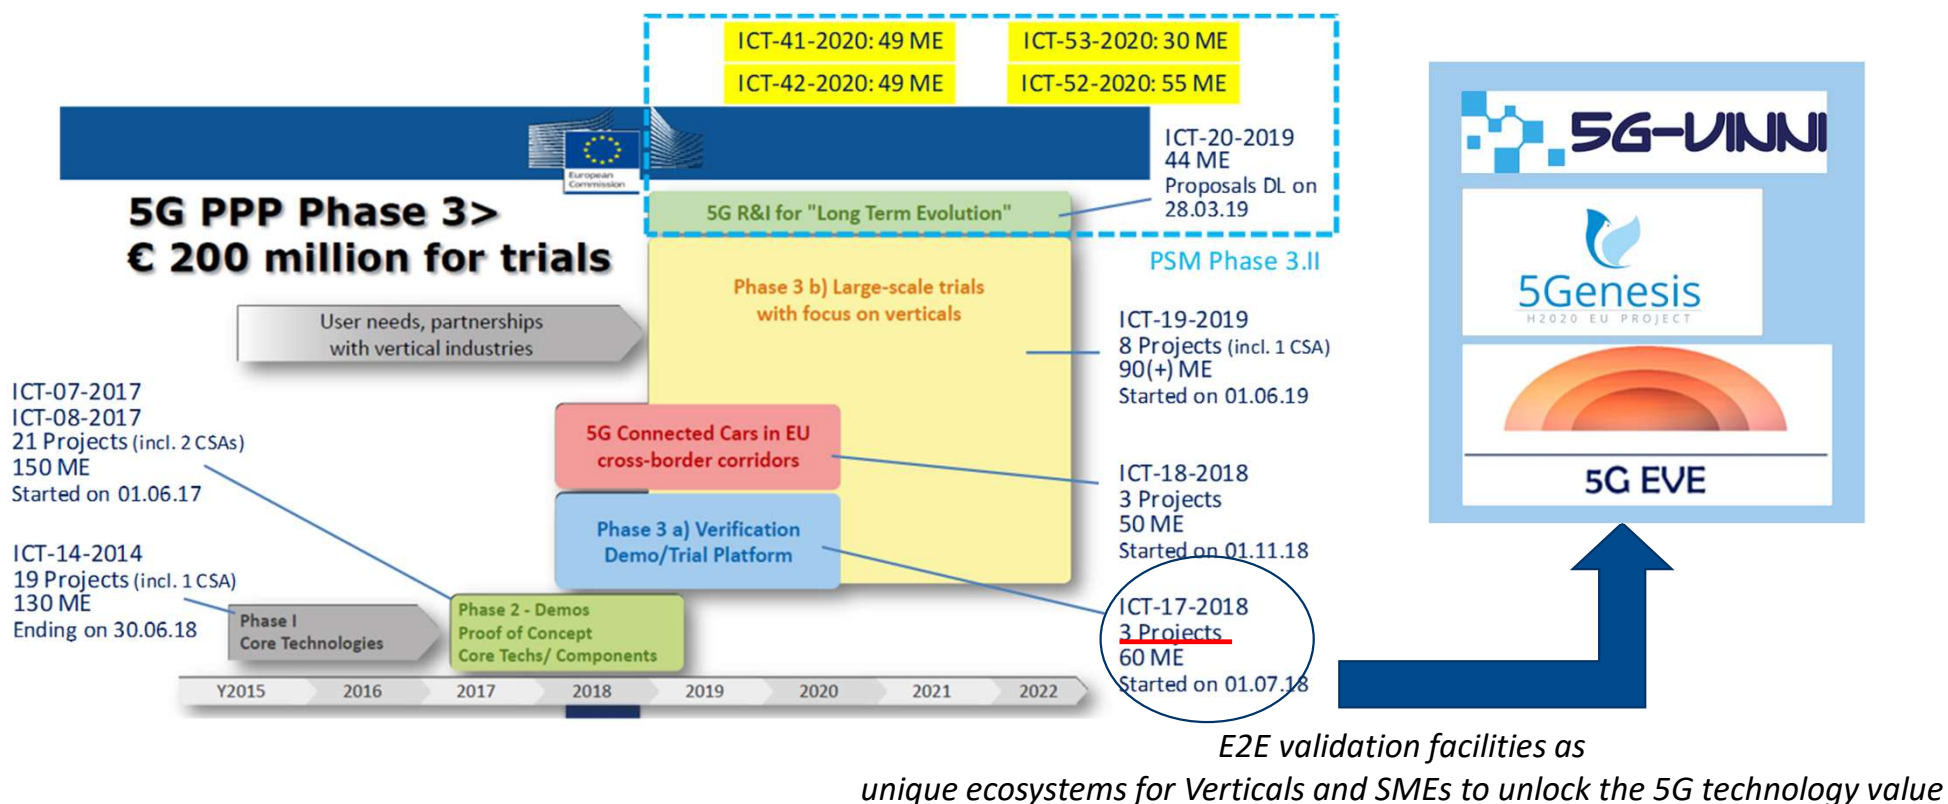 ICT-41-2020: 49 ME
ICT-53-2020: 30 ME
ICT-42-2020: 49 ME
ICT-52-2020: 55 ME
European
Commission
5G PPP Phase 3>
€ 200 million for trials
5G R&I for "Long Term Evolution"
ICT-20-2019
44 ME
Proposals DL on
28.03.19
PSM Phase 3.II
User needs, partnerships
with vertical industries
Phase 3 b) Large-scale trials
with focus on verticals
ICT-19-2019
8 Projects (incl. 1 CSA)
90(+) ME
Started on 01.06.19
ICT-07-2017
ICT-08-2017
21 Projects (incl. 2 CSAs)
150 ME
Started on 01.06.17
5G Connected Cars in EU
cross-border corridors
ICT-18-2018
3 Projects
50 ME
Started on 01.11.18
Phase 3 a) Verification
Demo/Trial Platform
ICT-14-2014
19 Projects (incl. 1 CSA)
130 ME
Ending on 30.06.18
Phase I
Core Technologies
Phase 2 - Demos
Proof of Concept
Core Techs/ Components
ICT-17-2018
3 Projects
60 ME
Started on 01.07.18
Y2015 2016 2017 2018 2019 2020 2021 2022
5G-VINNI
5Genesis
H2020 EU PROJECT
5G EVE
E2E validation facilities as
unique ecosystems for Verticals and SMEs to unlock the 5G technology value